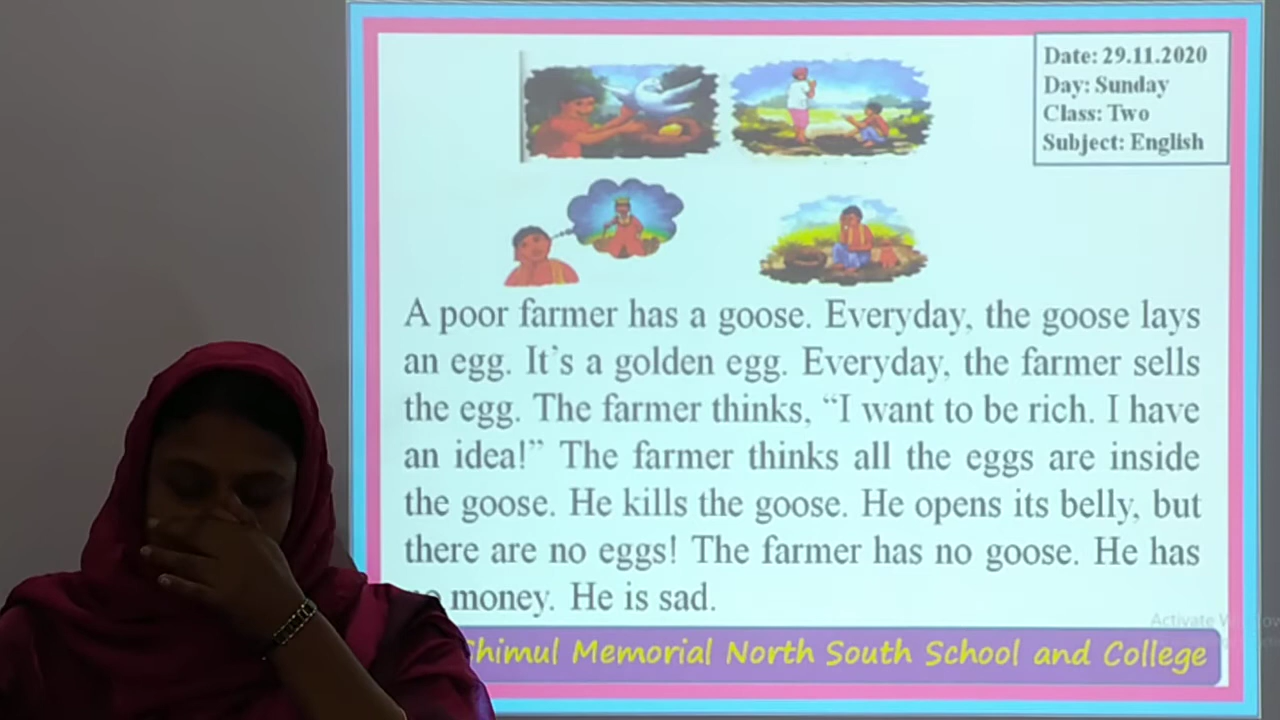 Date: 29.11.2020
Day: Sunday
Class: Two
Subject: English
A poor farmer has a goose. Everyday, the goose lays
an egg. It's a golden egg. Everyday, the farmer sells
the egg. The farmer thinks, “I want to be rich. I have
an idea!” The farmer thinks all the eggs are inside
the goose. He kills the goose. He opens its belly, but
there are no eggs! The farmer has no goose. He has
money. He is sad.
Activate
himul Memorial North South School and College